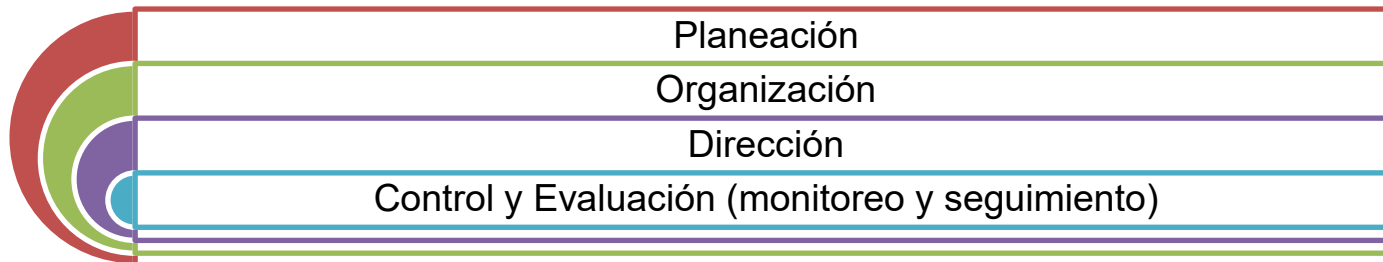 Planeación
Organización
Dirección
Control y Evaluación (monitoreo y seguimiento)